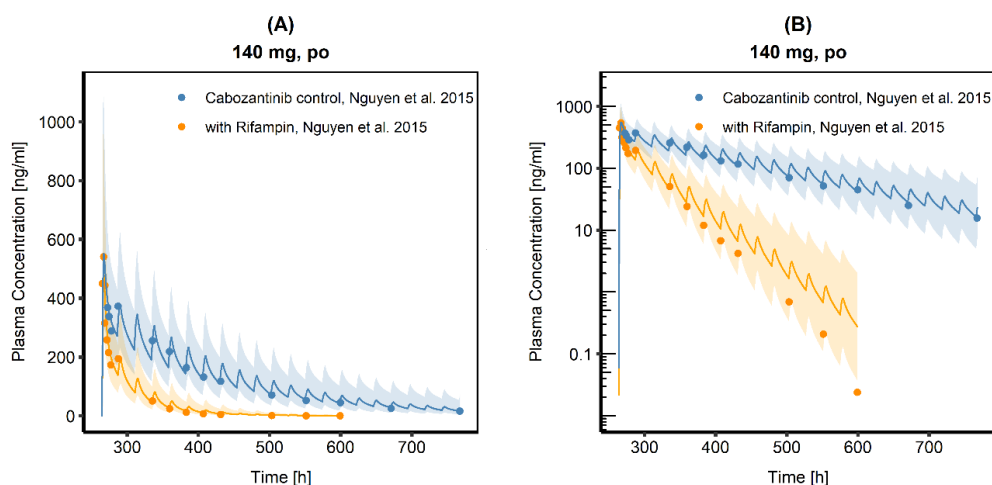 (A)
140 mg, po
Plasma Concentration [ng/ml]
1000
800
600
400
200
0
Cabozantinib control, Nguyen et al. 2015
with Rifampin, Nguyen et al. 2015
300 400 500 600 700
Time [h]
(B)
140 mg, po
Plasma Concentration [ng/ml]
1000
100
10
0.1
Cabozantinib control, Nguyen et al. 2015
with Rifampin, Nguyen et al. 2015
300 400 500 600 700
Time [h]